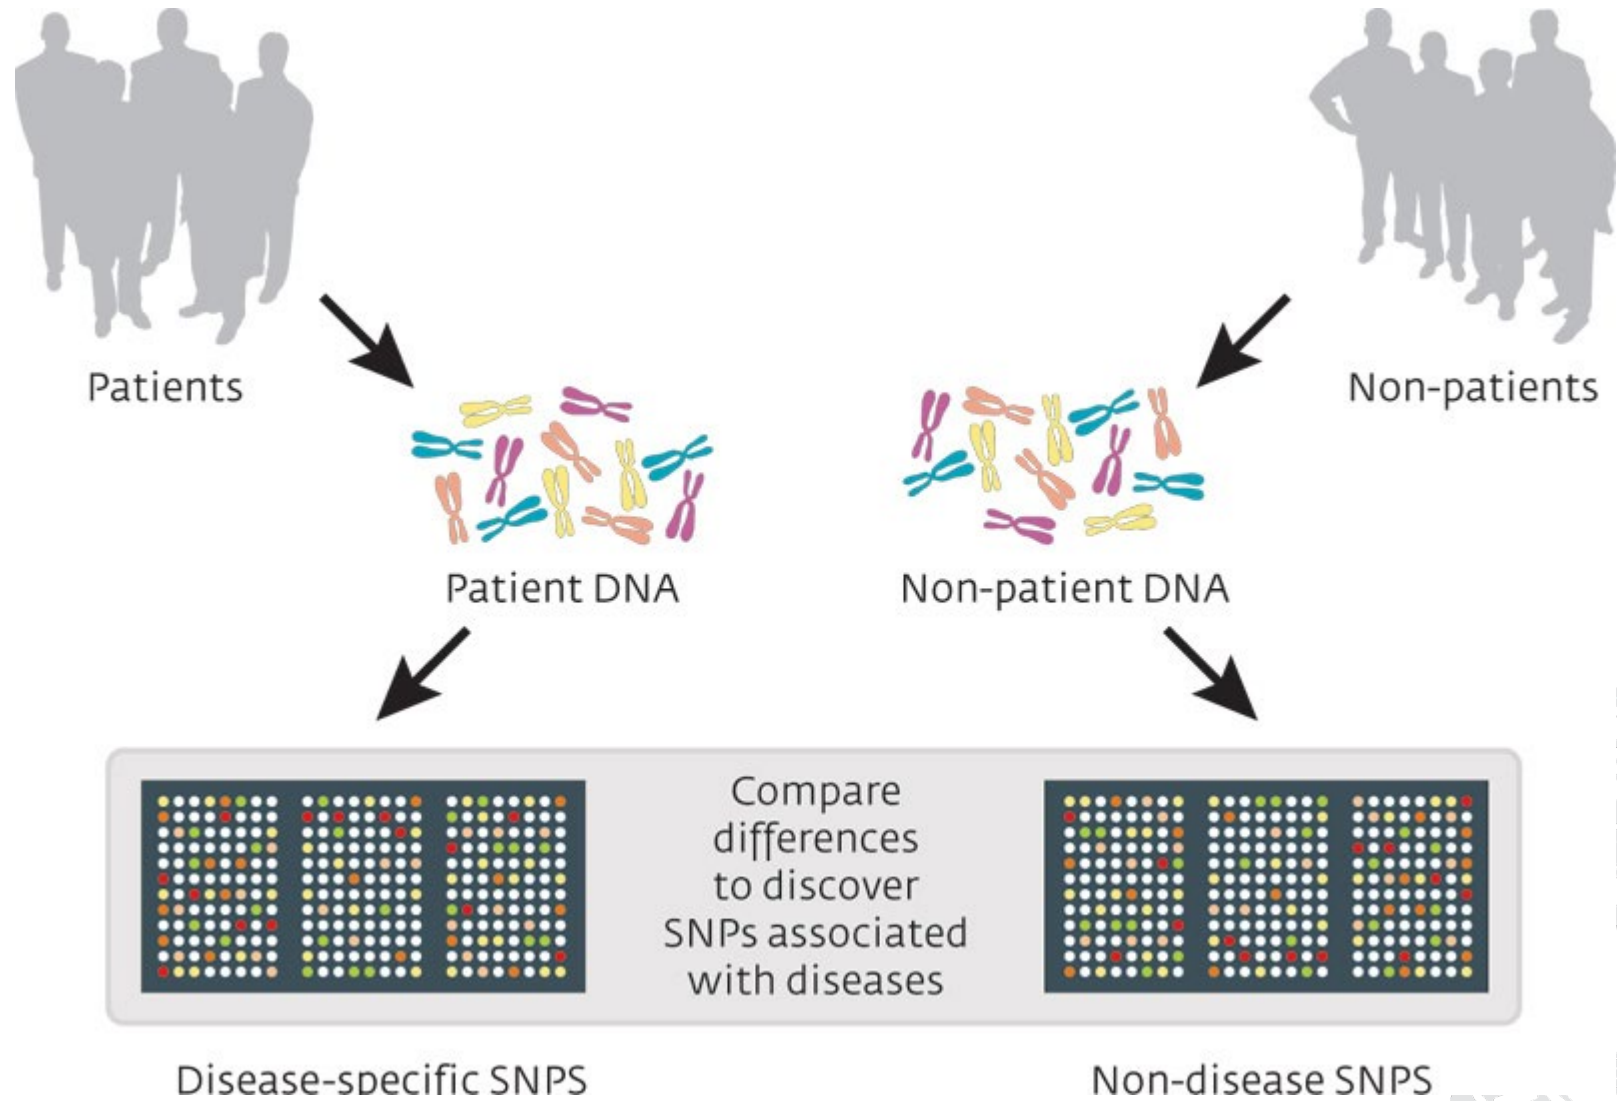 Patients
Non-patients
Patient DNA
Non-patient DNA
Compare
differences
to discover
SNPs associated
with diseases
Disease-specific SNPS
Non-disease SNPS